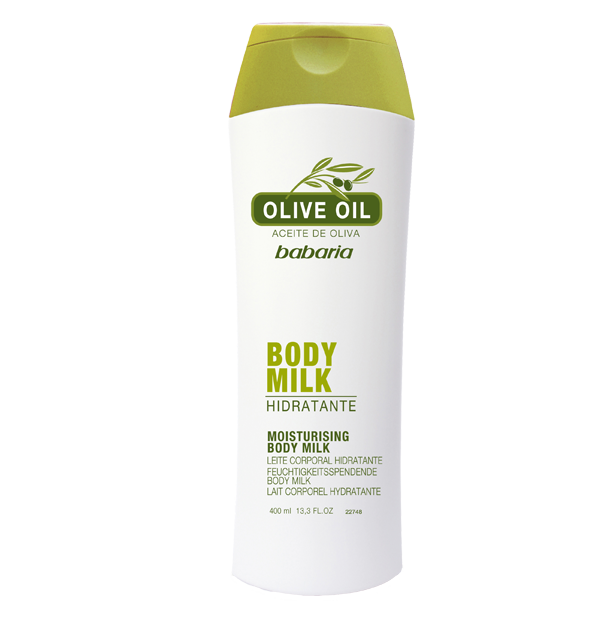 OLIVE OIL
ACEITE DE OLIVA
babaria
BODY
MILK
HIDRATANTE
MOISTURISING
BODY MILK
LEITE CORPORAL HIDRATANTE
FEUCHTIGKEITSSPENDENDE
BODY MILK
LAIT CORPOREL HYDRATANTE
400 ml 13,3 FL.OZ 22748